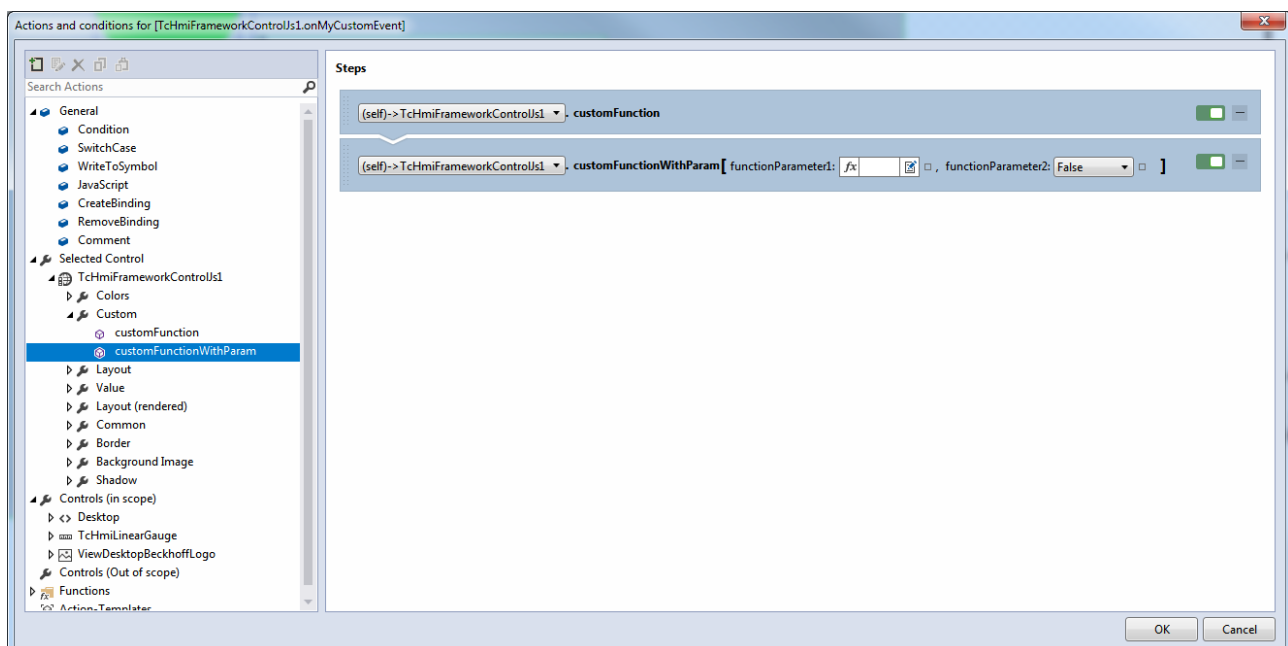 Actions and conditions for [TcHmiFrameworkControlJs1.onMyCustomEvent]
Search Actions
General
Condition
SwitchCase
WriteToSymbol
JavaScript
CreateBinding
RemoveBinding
Comment
Selected Control
TcHmiFrameworkControlJs1
Colors
Custom
customFunction
customFunctionWithParam
Layout
Value
Layout (rendered)
Common
Border
Background Image
Shadow
Controls (in scope)
Desktop
TcHmiLinearGauge
ViewDesktopBeckhoffLogo
Controls (Out of scope)
Functions
Action-Templates
Steps
(self)->TcHmiFrameworkControlJs1 . customFunction
(self)->TcHmiFrameworkControlJs1 . customFunctionWithParam[ functionParameter1: fx , functionParameter2: False ]
OK Cancel